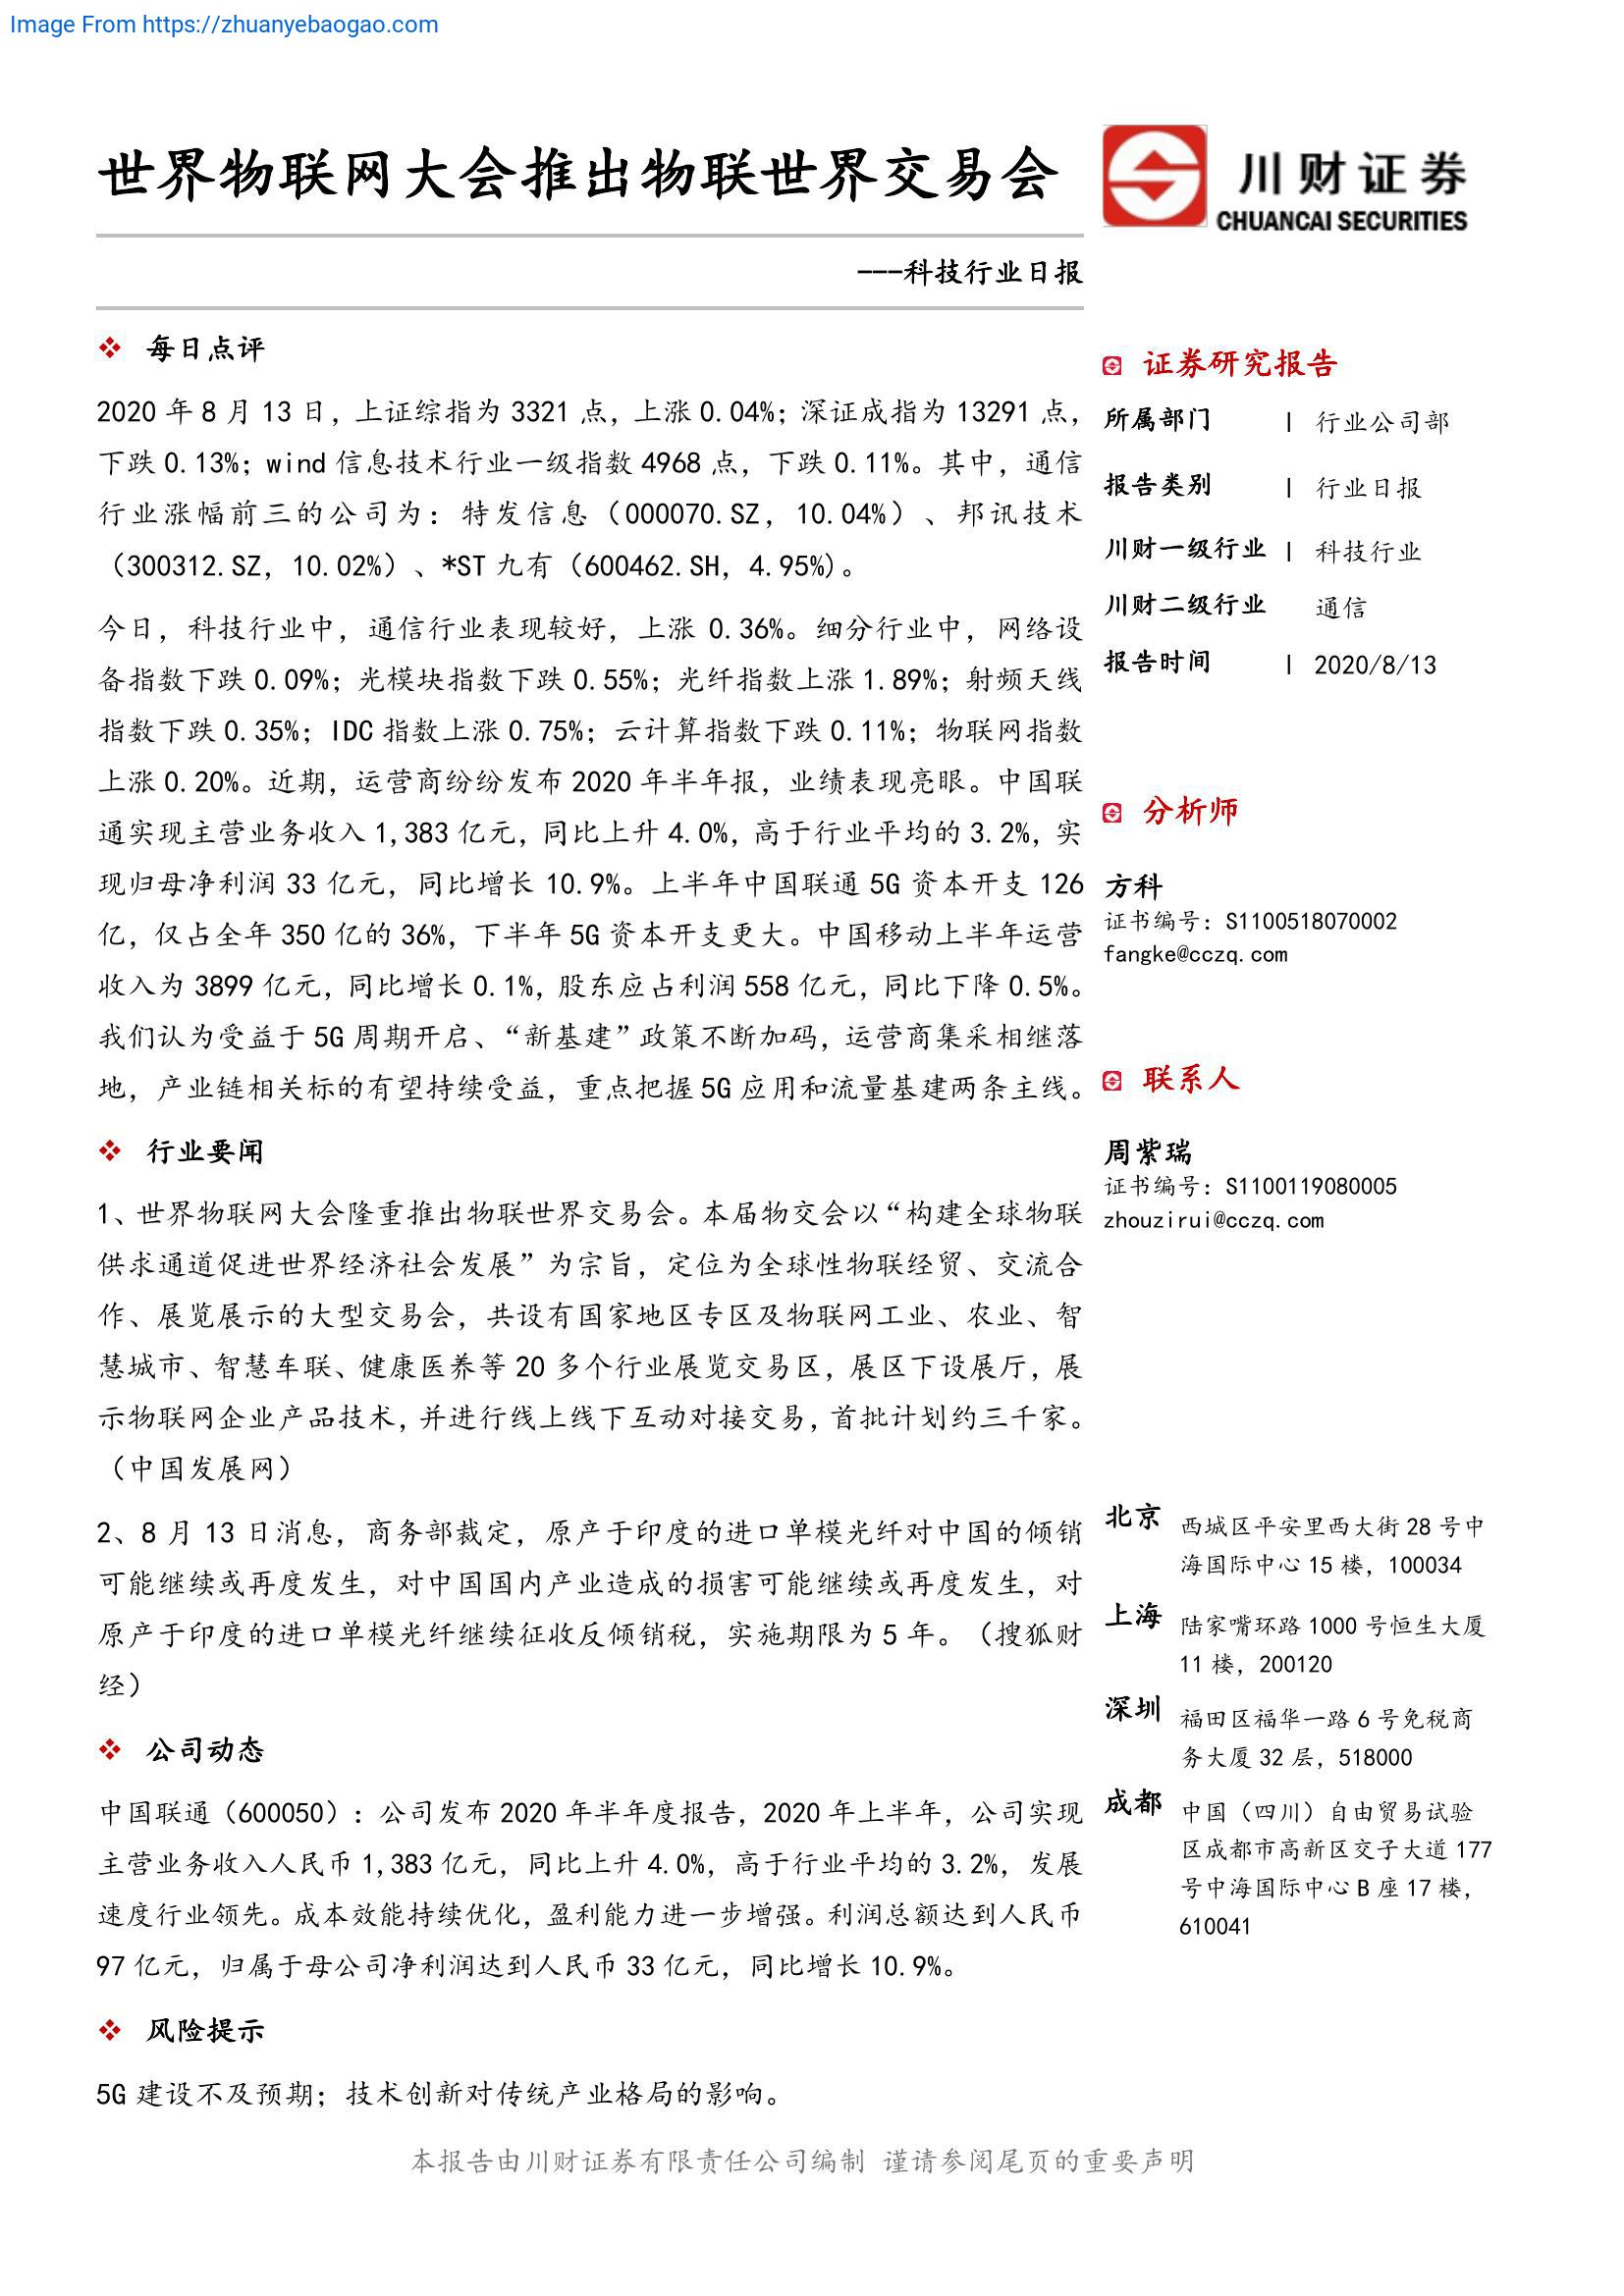 Image From https://zhuanyebaogao.com
世界物联网大会推出物联世界交易会
川财证券
CHUANCAI SECURITIES
---科技行业日报
每日点评
2020 年 8 月 13 日，上证综指为 3321 点，上涨 0.04%；深证成指为 13291 点，
下跌 0.13%；wind 信息技术行业一级指数 4968 点，下跌 0.11%。其中，通信
行业涨幅前三的公司为：特发信息（000070.SZ，10.04%）、邦讯技术
（300312.SZ，10.02%）、*ST 九有（600462.SH，4.95%)。
今日，科技行业中，通信行业表现较好，上涨 0.36%。细分行业中，网络设
备指数下跌 0.09%；光模块指数下跌 0.55%；光纤指数上涨 1.89%；射频天线
指数下跌 0.35%；IDC 指数上涨 0.75%；云计算指数下跌 0.11%；物联网指数
上涨 0.20%。近期，运营商纷纷发布 2020 年半年报，业绩表现亮眼。中国联
通实现主营业务收入 1,383 亿元，同比上升 4.0%，高于行业平均的 3.2%，实
现归母净利润 33 亿元，同比增长 10.9%。上半年中国联通 5G 资本开支 126
亿，仅占全年 350 亿的 36%，下半年 5G 资本开支更大。中国移动上半年运营
收入为 3899 亿元，同比增长 0.1%，股东应占利润 558 亿元，同比下降 0.5%。
我们认为受益于 5G 周期开启、“新基建”政策不断加码，运营商集采相继落
地，产业链相关标的有望持续受益，重点把握 5G 应用和流量基建两条主线。
行业要闻
1、世界物联网大会隆重推出物联世界交易会。本届物交会以“构建全球物联
供求通道促进世界经济社会发展”为宗旨，定位为全球性物联经贸、交流合
作、展览展示的大型交易会，共设有国家地区专区及物联网工业、农业、智
慧城市、智慧车联、健康医养等 20 多个行业展览交易区，展区下设展厅，展
示物联网企业产品技术，并进行线上线下互动对接交易，首批计划约三千家。
（中国发展网）
2、8 月 13 日消息，商务部裁定，原产于印度的进口单模光纤对中国的倾销
可能继续或再度发生，对中国国内产业造成的损害可能继续或再度发生，对
原产于印度的进口单模光纤继续征收反倾销税，实施期限为 5 年。（搜狐财
经）
公司动态
中国联通（600050）：公司发布 2020 年半年度报告，2020 年上半年，公司实现
主营业务收入人民币 1,383 亿元，同比上升 4.0%，高于行业平均的 3.2%，发展
速度行业领先。成本效能持续优化，盈利能力进一步增强。利润总额达到人民币
97 亿元，归属于母公司净利润达到人民币 33 亿元，同比增长 10.9%。
风险提示
5G 建设不及预期；技术创新对传统产业格局的影响。
证券研究报告
所属部门 | 行业公司部
报告类别 | 行业日报
川财一级行业 | 科技行业
川财二级行业 通信
报告时间 | 2020/8/13
分析师
方科
证书编号：S1100518070002
fangke@cczq.com
联系人
周紫瑞
证书编号：S1100119080005
zhouzirui@cczq.com
北京 西城区平安里西大街 28 号中
海国际中心 15 楼，100034
上海 陆家嘴环路 1000 号恒生大厦
11 楼，200120
深圳 福田区福华一路 6 号免税商
务大厦 32 层，518000
成都 中国（四川）自由贸易试验
区成都市高新区交子大道 177
号中海国际中心 B 座 17 楼，
610041
本报告由川财证券有限责任公司编制 谨请参阅尾页的重要声明